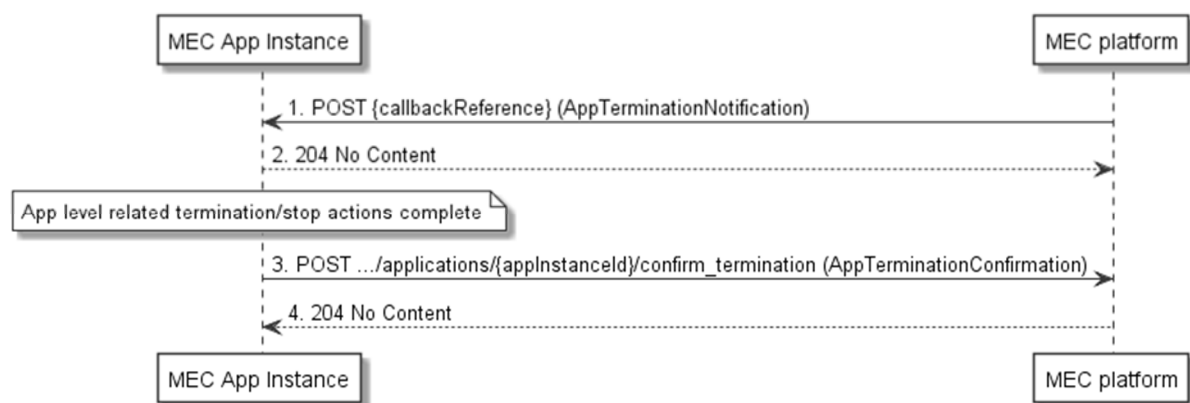 MEC App Instance
MEC platform
1. POST {callbackReference} (AppTerminationNotification)
2. 204 No Content
App level related termination/stop actions complete
3. POST .../applications/{appInstanceId}/confirm_termination (AppTerminationConfirmation)
4. 204 No Content
MEC App Instance
MEC platform